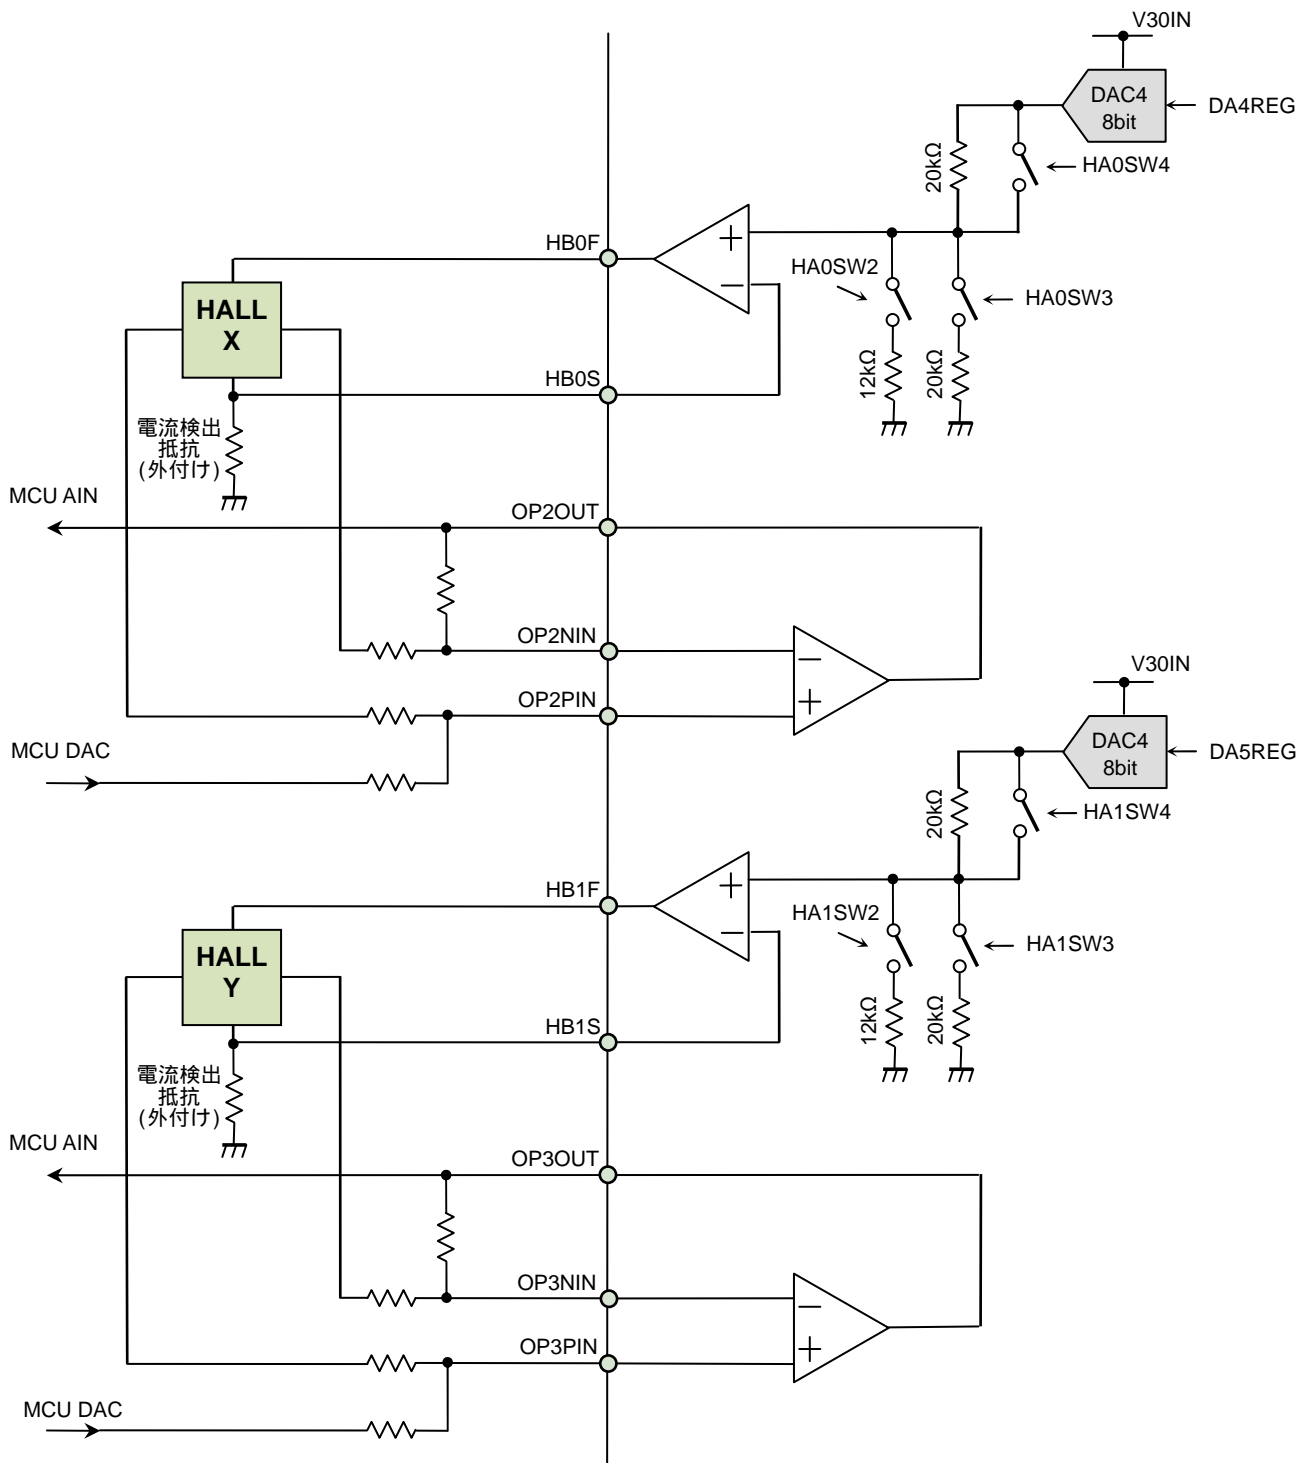 V30IN
DAC4
8bit
DA4REG
20kΩ
HA0SW4
HB0F
+
−
HA0SW2
HA0SW3
HALL
X
HB0S
12kΩ
20kΩ
電流検出
抵抗
(外付け)
MCU AIN
OP2OUT
OP2NIN
−
+
OP2PIN
MCU DAC
V30IN
DAC4
8bit
DA5REG
20kΩ
HA1SW4
HB1F
+
−
HA1SW2
HA1SW3
HALL
Y
HB1S
12kΩ
20kΩ
電流検出
抵抗
(外付け)
MCU AIN
OP3OUT
OP3NIN
−
+
OP3PIN
MCU DAC